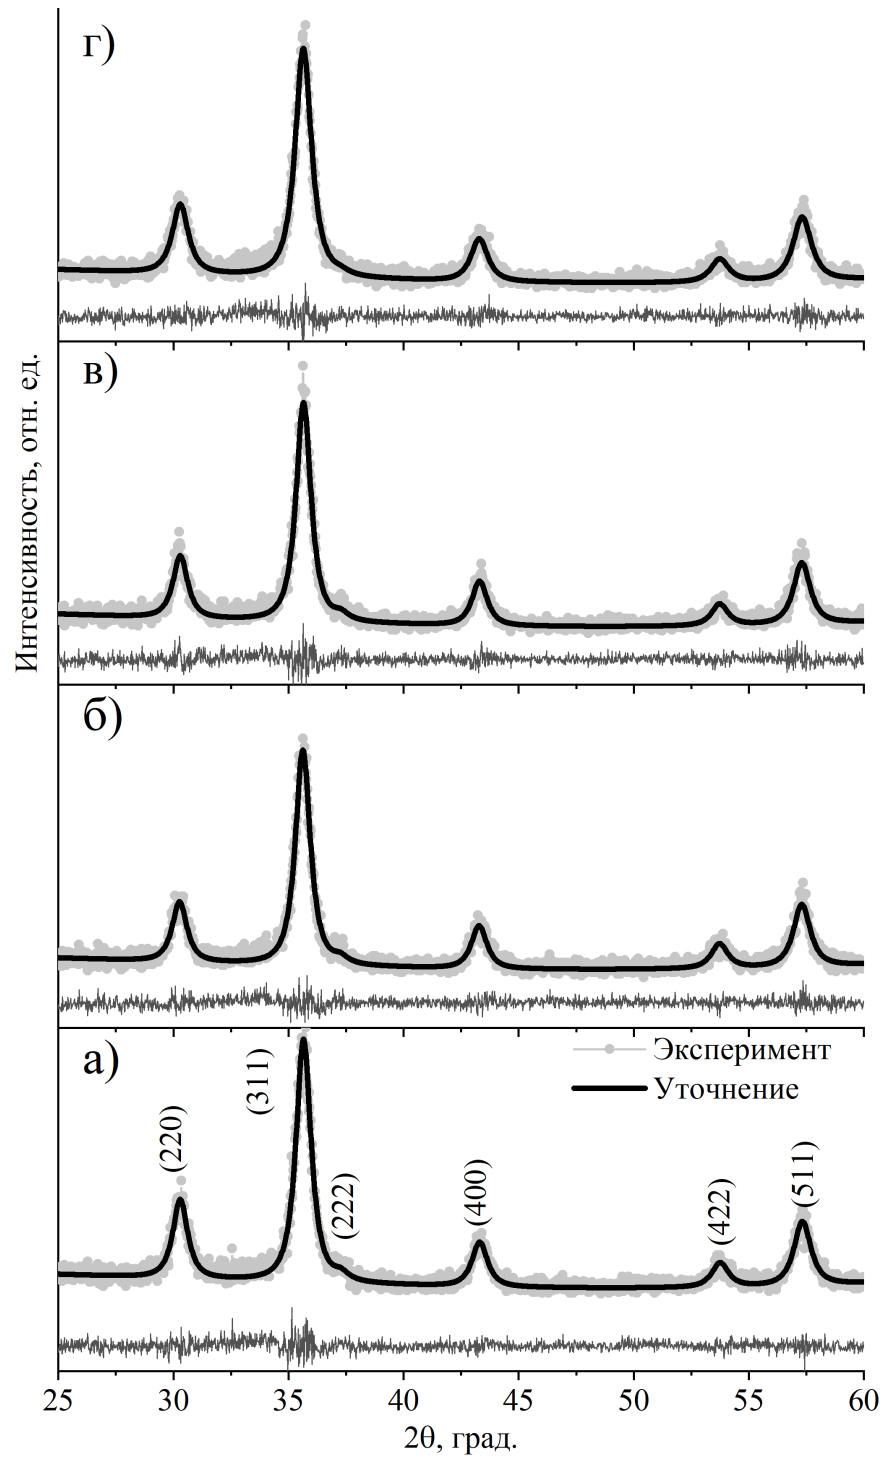 г)
в)
б)
а)
Интенсивность, отн. ед.
Эксперимент
Уточнение
(220)
(311)
(222)
(400)
(422)
(511)
25 30 35 40 45 50 55 60
2θ, град.